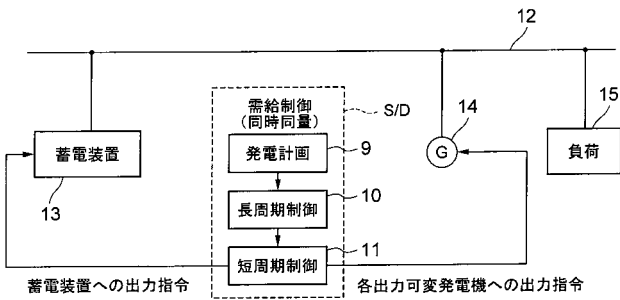 12
需給制御
(同時同量)
S/D
14
15
蓄電装置
発電計画
9
G
負荷
13
長周期制御
10
短周期制御
11
蓄電装置への出力指令
各出力可変発電機への出力指令